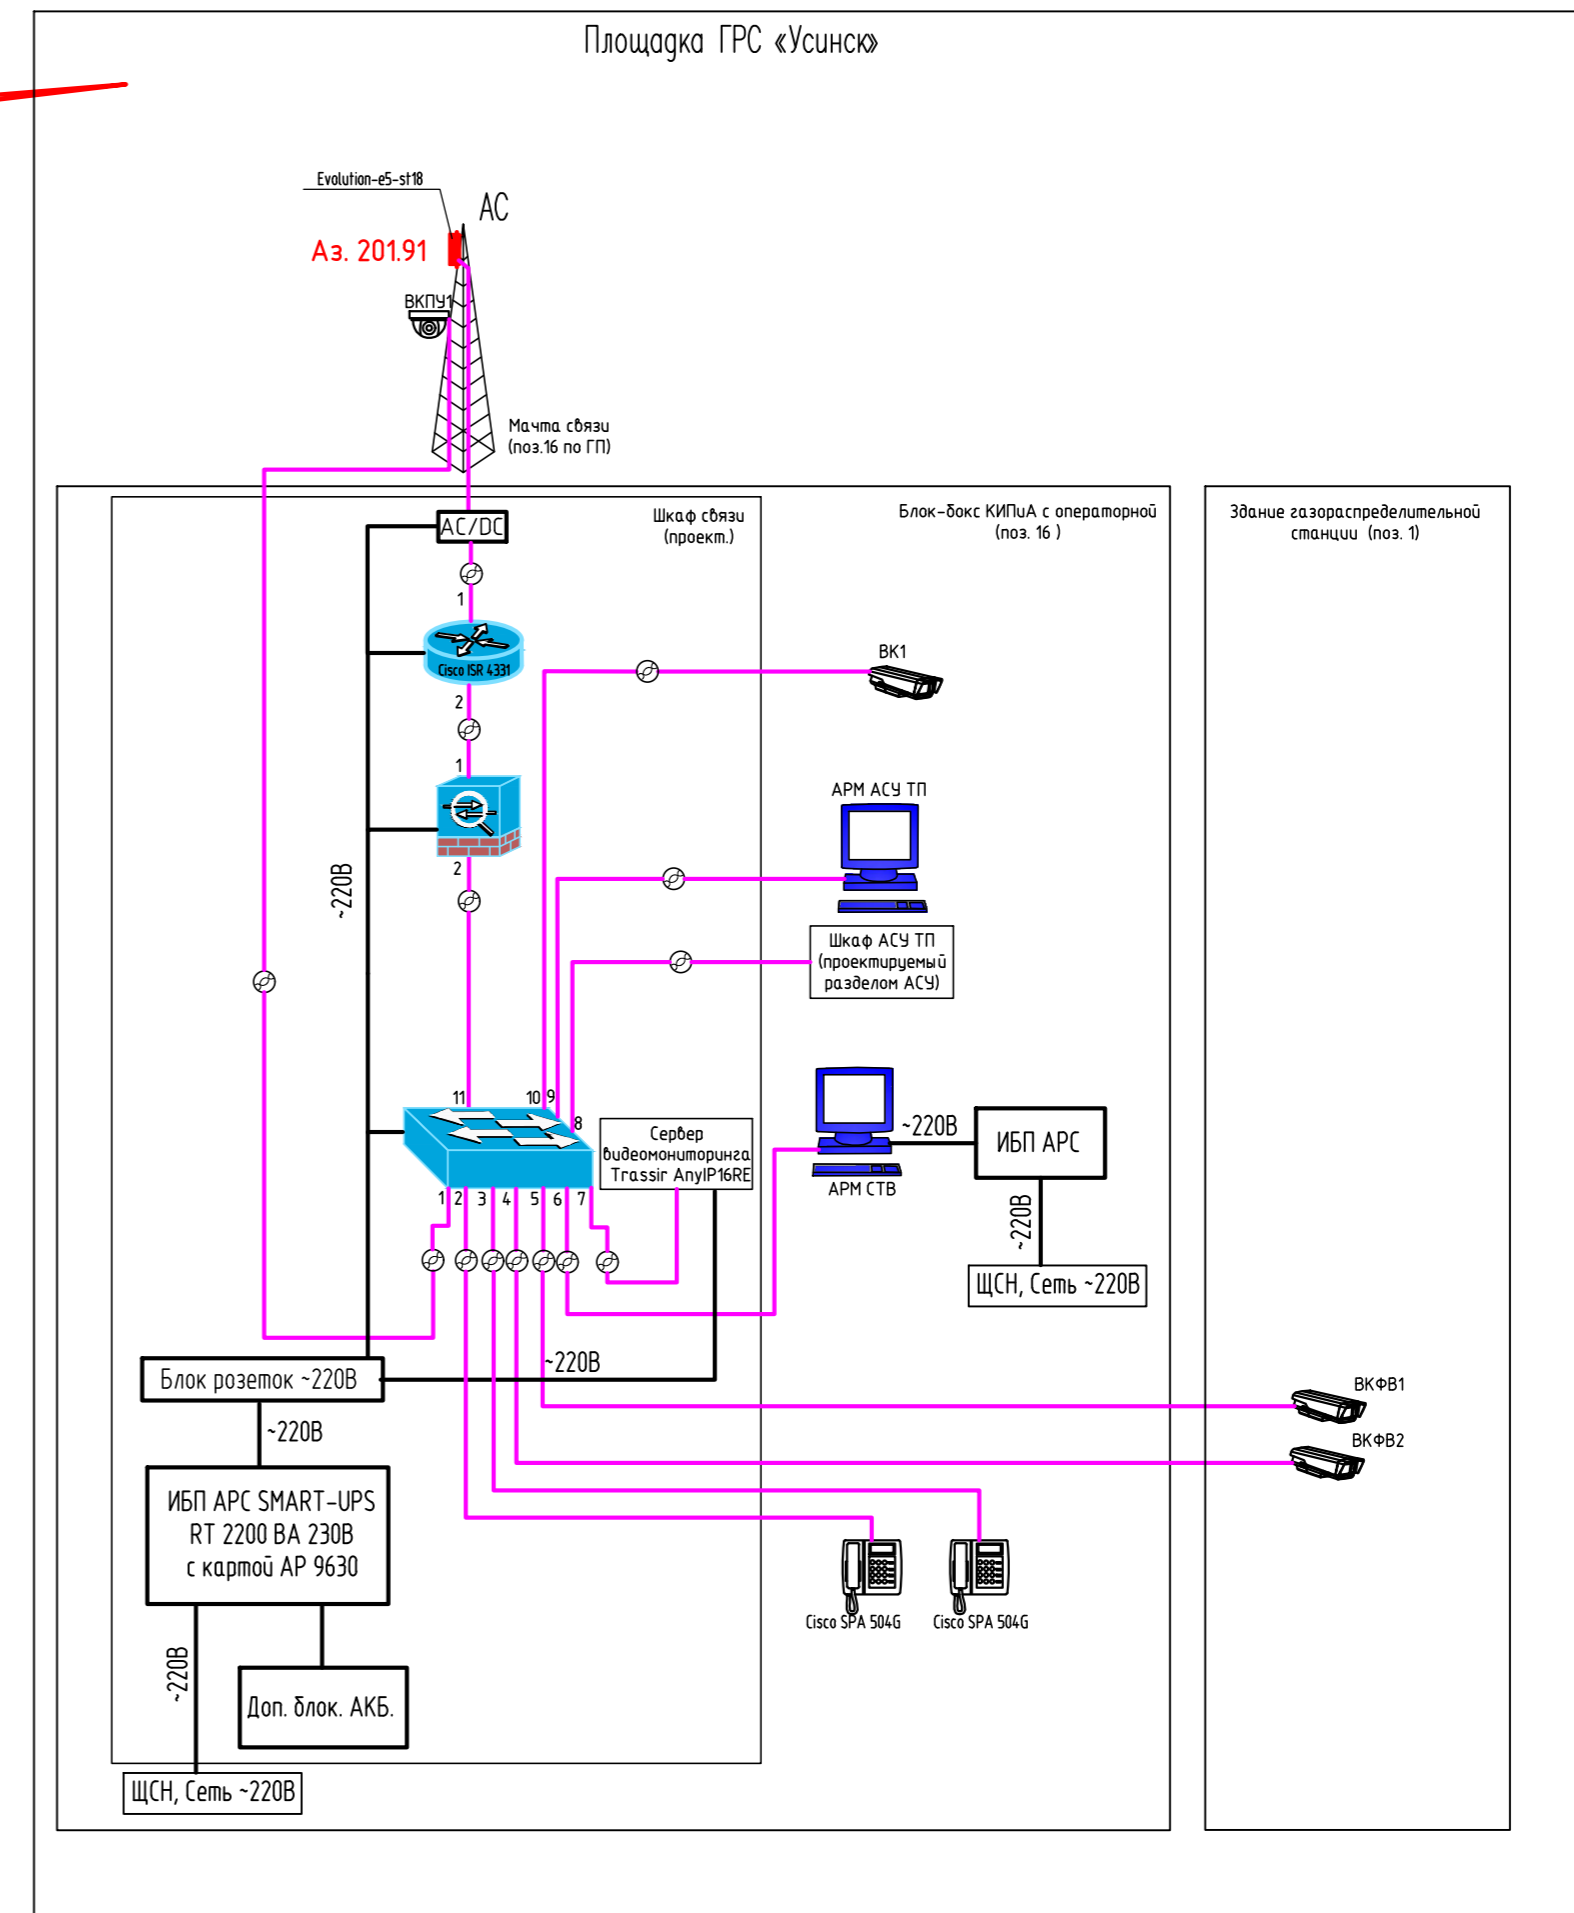 Площадка ГРС «Усинск»
Evolution-e5-st18
АС
Аз. 201.91
ВКПУ1
Мачта связи
(поз.16 по ГП)
AC/DC
Шкаф связи
(проект.)
Блок-бокс КИПиА с операторной
(поз. 16 )
Здание газораспределительной
станции (поз. 1)
1
Cisco ISR 4331
2
ВК1
1
2
АРМ АСУ ТП
~220В
Шкаф АСУ ТП
(проектируемый
разделом АСУ)
11
10
9
8
Сервер
видеомониторинга
Trassir AnyIP16RE
~220В
ИБП APC
АРМ СТВ
1
2
3
4
5
6
7
~220В
ЩСН, Сеть ~220В
~220В
Блок розеток ~220В
ВКФВ1
~220В
ВКФВ2
ИБП APC SMART-UPS
RT 2200 ВА 230В
с картой AP 9630
Cisco SPA 504G
Cisco SPA 504G
~220В
Доп. блок. АКБ.
ЩСН, Сеть ~220В